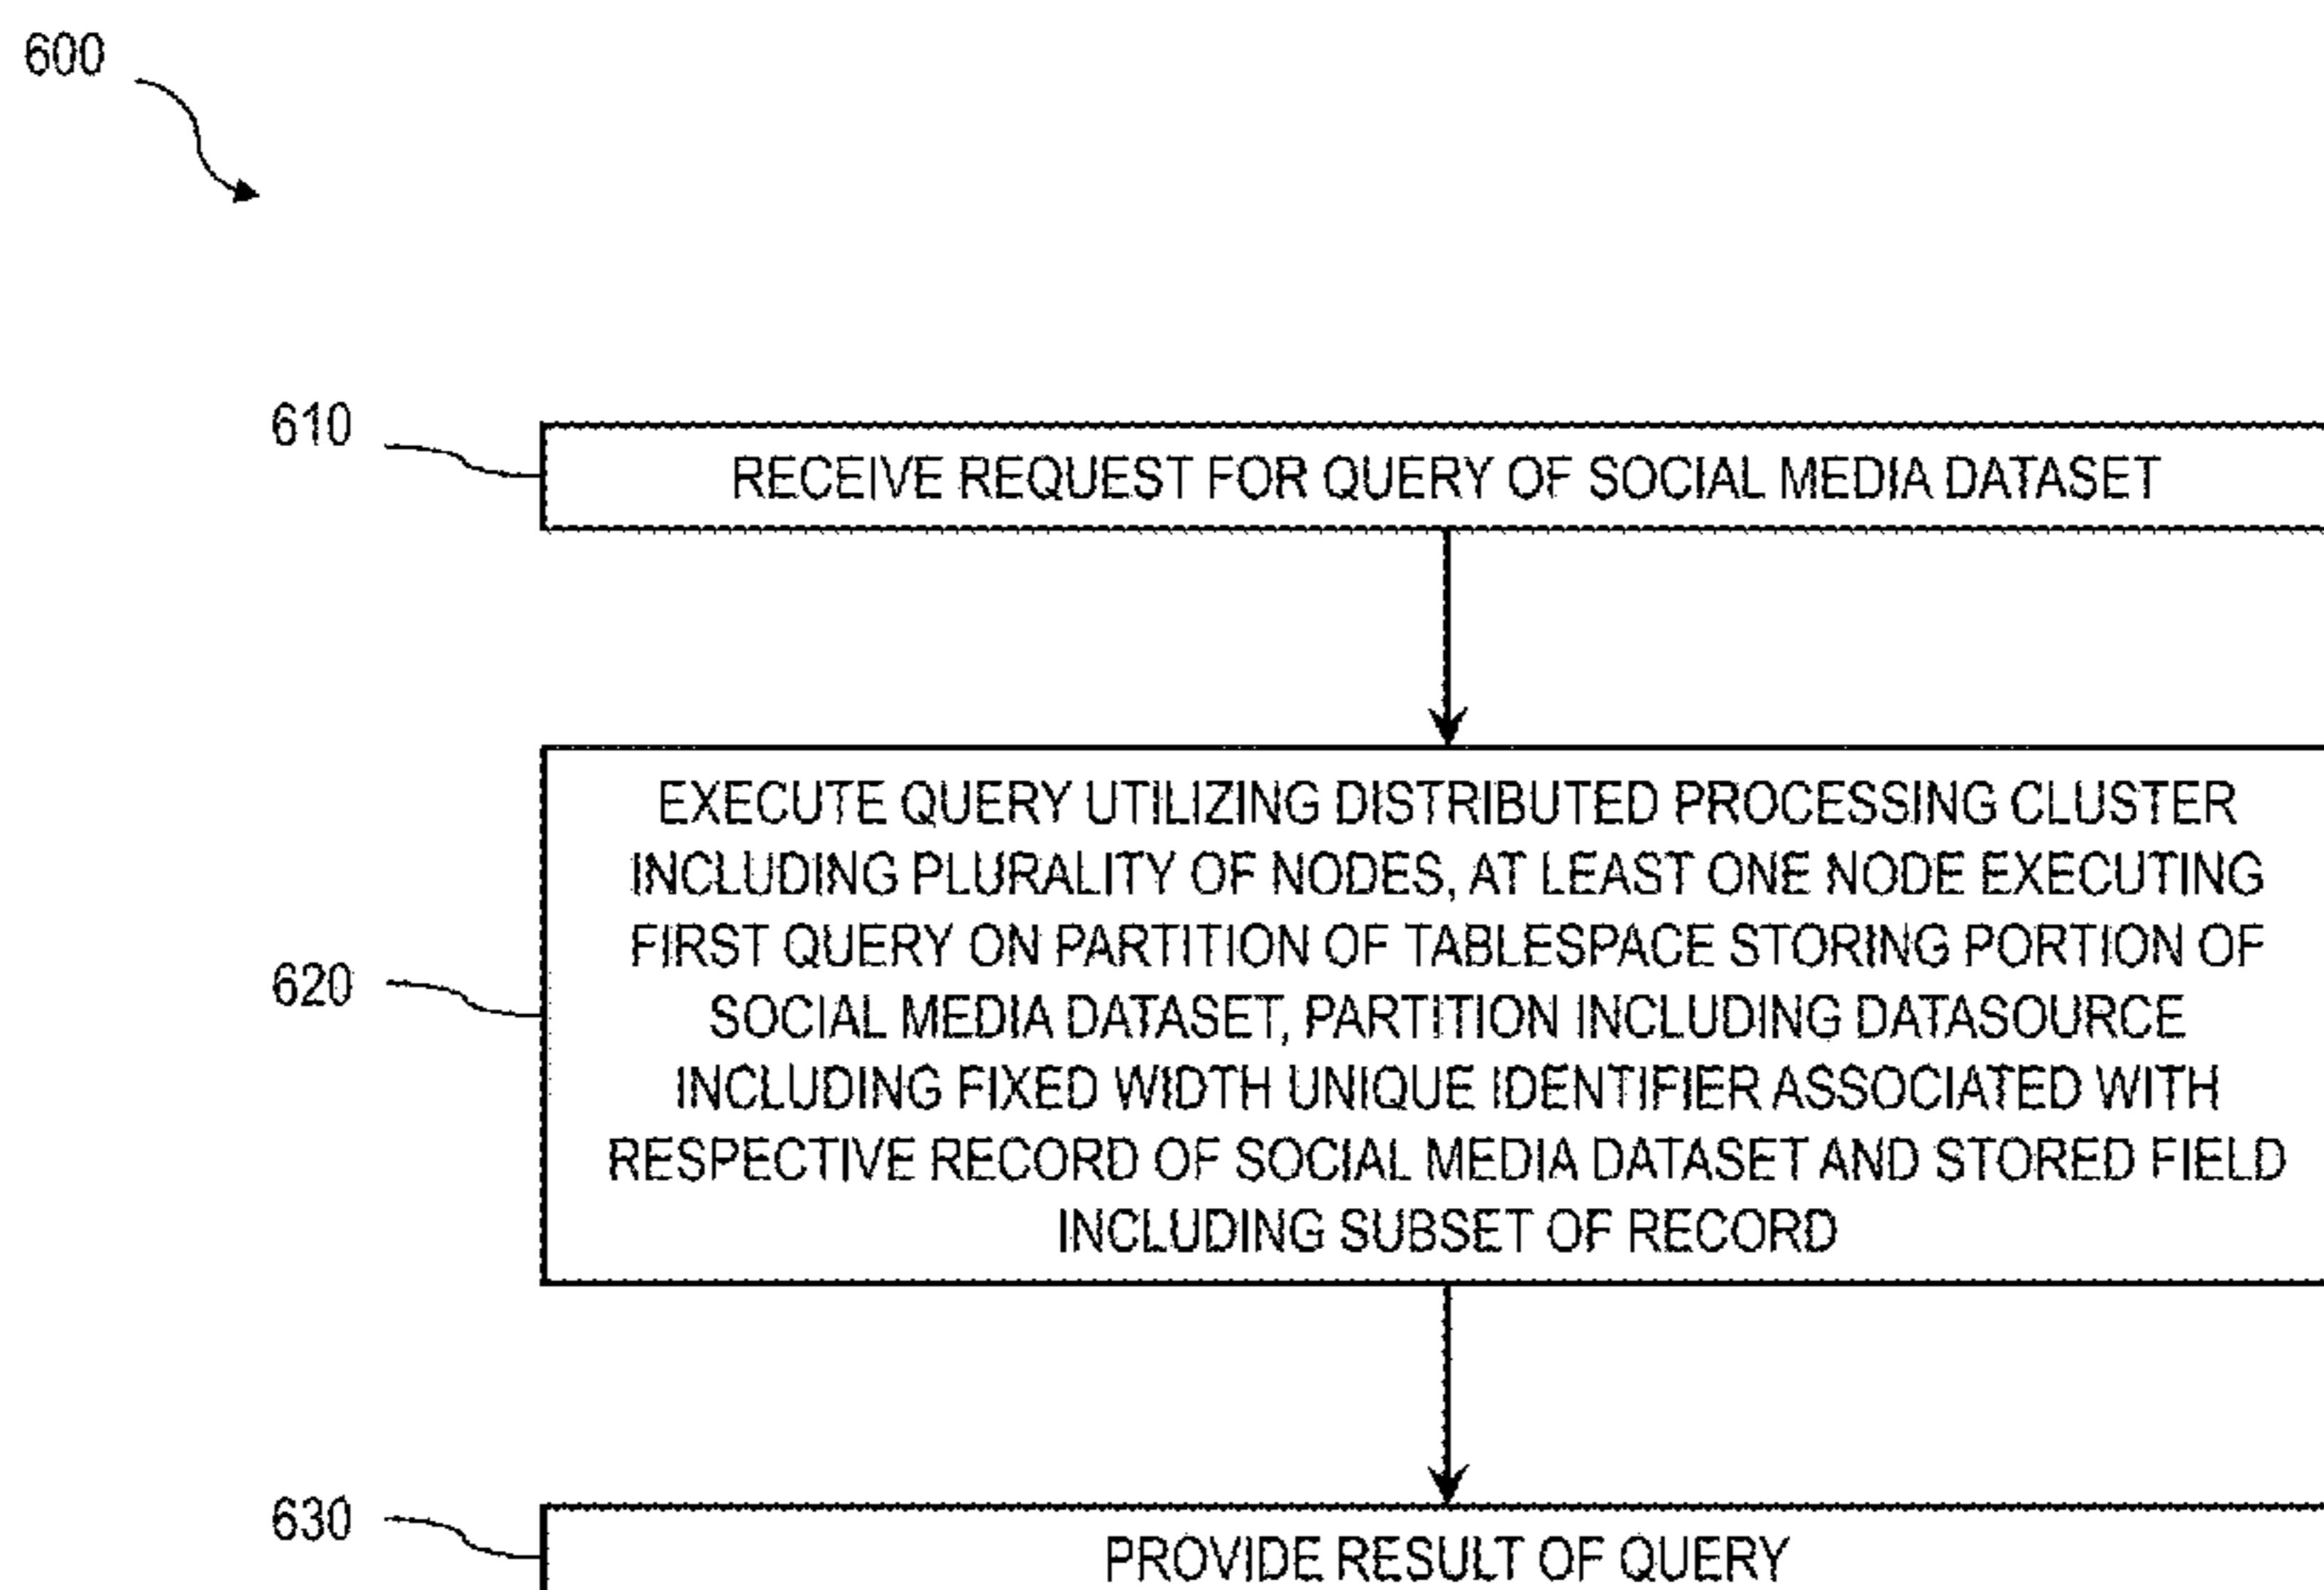 600
610
RECEIVE REQUEST FOR QUERY OF SOCIAL MEDIA DATASET
EXECUTE QUERY UTILIZING DISTRIBUTED PROCESSING CLUSTER
INCLUDING PLURALITY OF NODES, AT LEAST ONE NODE EXECUTING
FIRST QUERY ON PARTITION OF TABLESPACE STORING PORTION OF
620
SOCIAL MEDIA DATASET, PARTITION INCLUDING DATASOURCE
INCLUDING FIXED WIDTH UNIQUE IDENTIFIER ASSOCIATED WITH
RESPECTIVE RECORD OF SOCIAL MEDIA DATASET AND STORED FIELD
INCLUDING SUBSET OF RECORD
630
PROVIDE RESULT OF QUERY